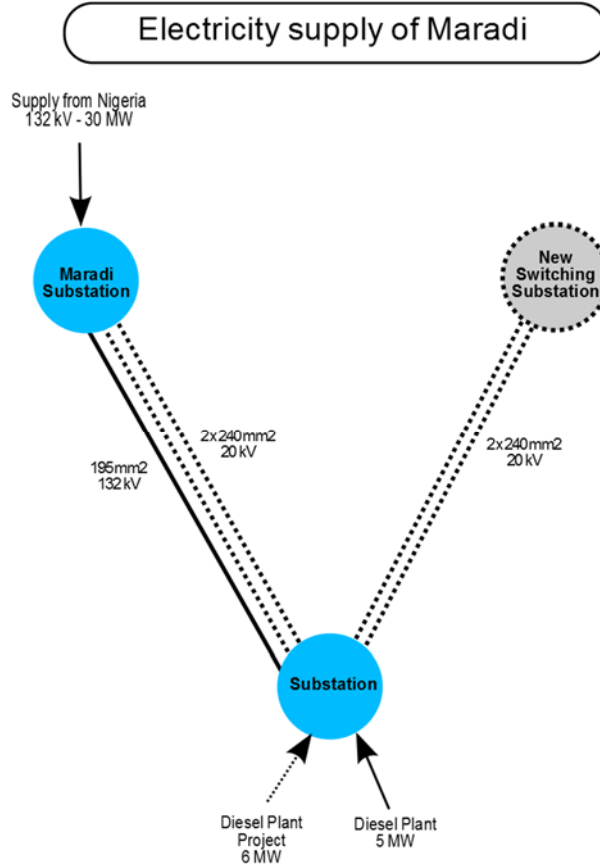 Electricity supply of Maradi
Supply from Nigeria
132 kV - 30 MW
Maradi
Substation
New
Switching
Substation
2x240mm2
20 kV
2x240mm2
20 kV
195mm2
132 kV
Substation
Diesel Plant
Project
6 MW
Diesel Plant
5 MW